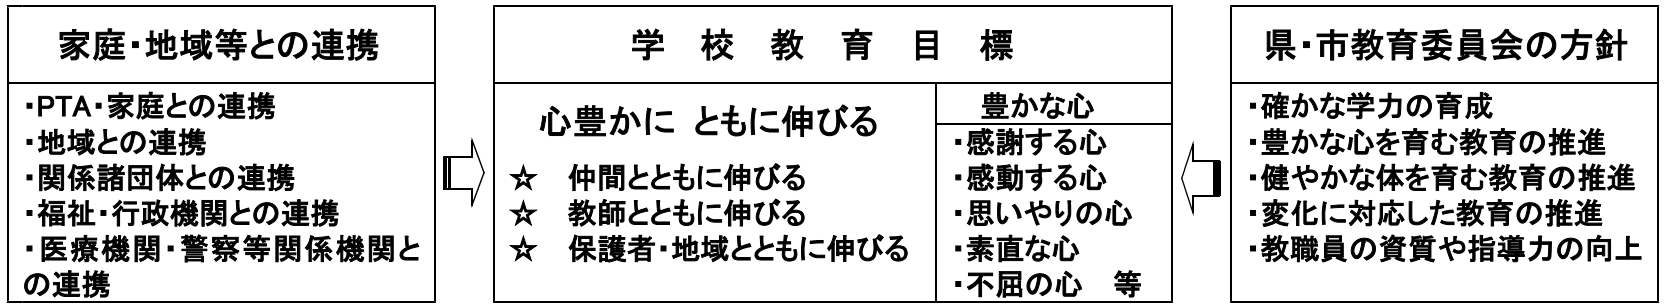 家庭・地域等との連携
・PTA・家庭との連携
・地域との連携
・関係諸団体との連携
・福祉・行政機関との連携
・医療機関・警察等関係機関と
の連携
学 校 教 育 目 標
心豊かに ともに伸びる
☆ 仲間とともに伸びる
☆ 教師とともに伸びる
☆ 保護者・地域とともに伸びる
豊かな心
・感謝する心
・感動する心
・思いやりの心
・素直な心
・不屈の心 等
県・市教育委員会の方針
・確かな学力の育成
・豊かな心を育む教育の推進
・健やかな体を育む教育の推進
・変化に対応した教育の推進
・教職員の資質や指導力の向上